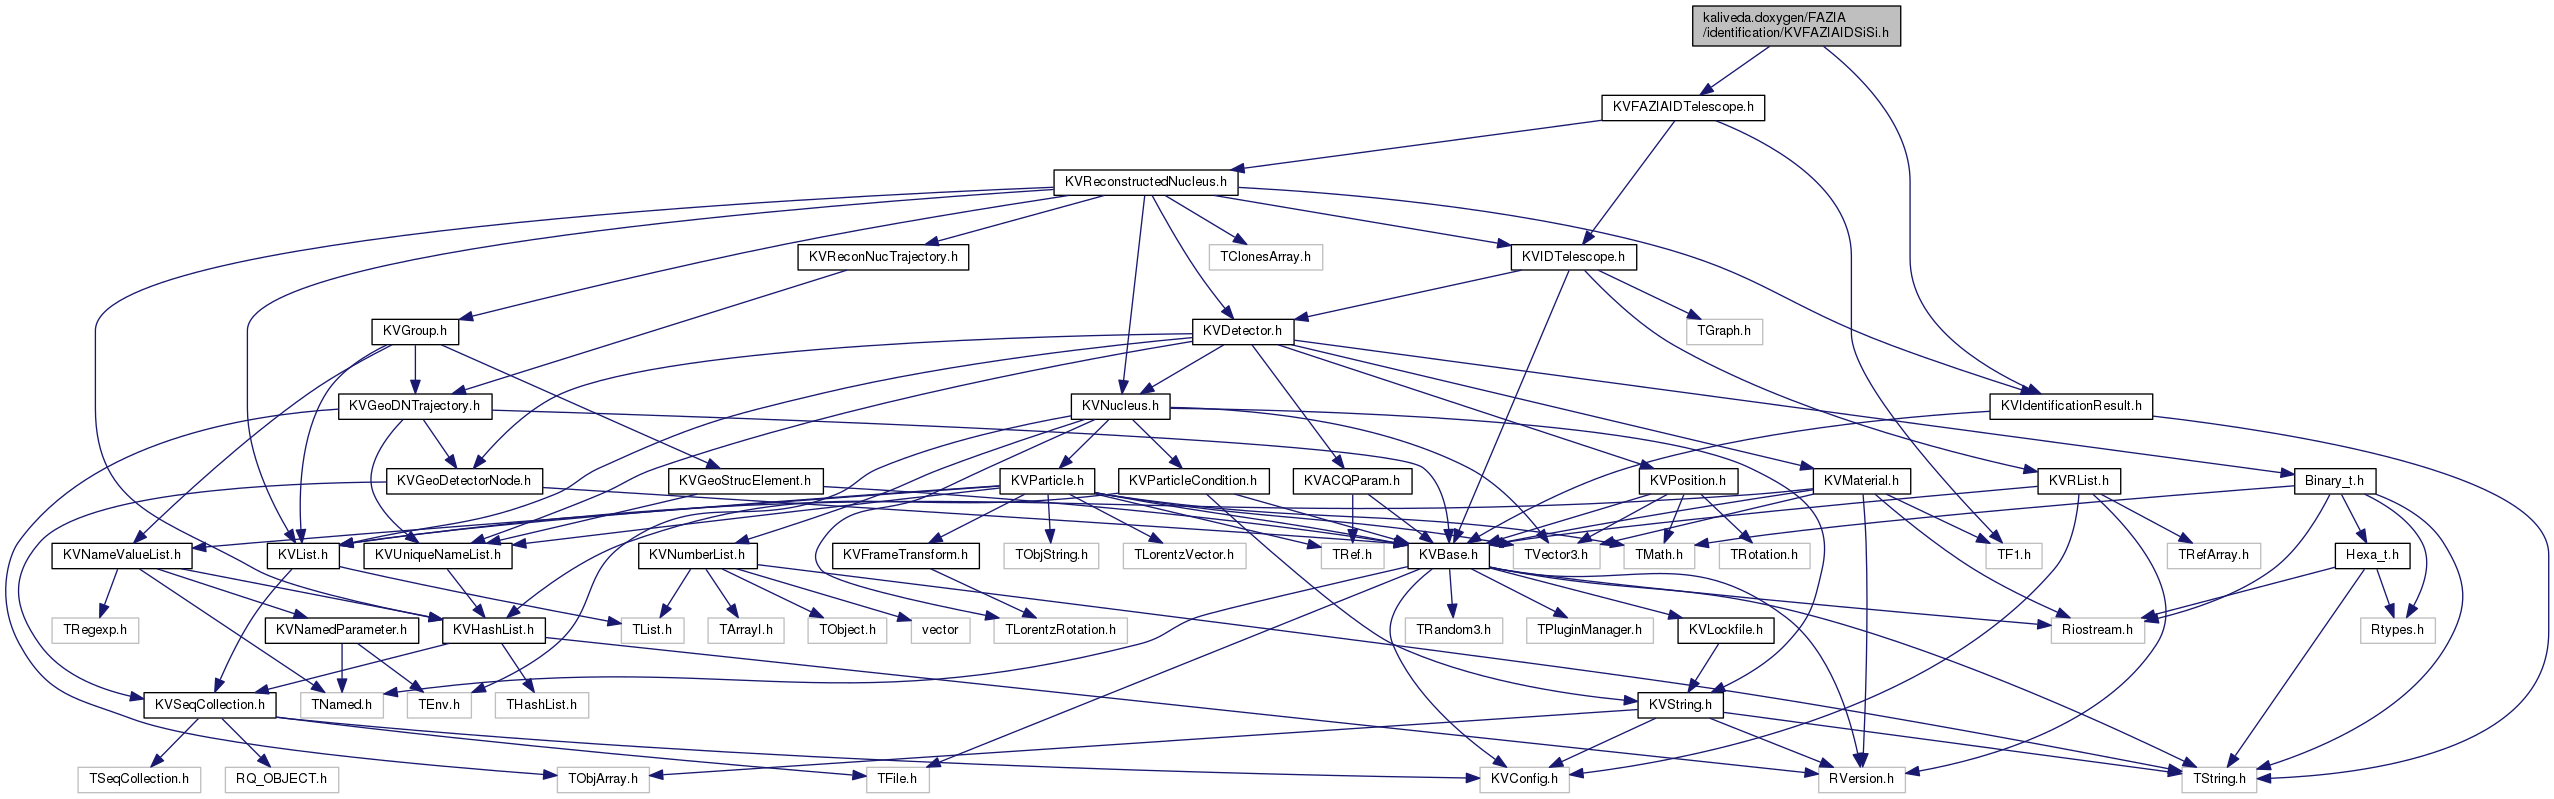 kaliveda.doxygen/FAZIA
/identification/KVFAZIAIDSiSi.h
KVFAZIAIDTelescope.h
KVReconstructedNucleus.h
KVReconNucTrajectory.h
TClonesArray.h
KVIDTelescope.h
KVGroup.h
KVDetector.h
TGraph.h
KVGeoDNTrajectory.h
KVNucleus.h
KVIdentificationResult.h
KVGeoDetectorNode.h
KVGeoStrucElement.h
KVParticle.h
KVParticleCondition.h
KVACQParam.h
KVPosition.h
KVMaterial.h
KVRList.h
Binary_t.h
KVNameValueList.h
KVList.h
KVUniqueNameList.h
KVNumberList.h
KVFrameTransform.h
TObjString.h
TLorentzVector.h
TRef.h
KVBase.h
TVector3.h
TMath.h
TRotation.h
TF1.h
TRefArray.h
Hexa_t.h
TRegexp.h
KVNamedParameter.h
KVHashList.h
TList.h
TArrayI.h
TObject.h
vector
TLorentzRotation.h
TRandom3.h
TPluginManager.h
KVLockfile.h
Riostream.h
Rtypes.h
KVSeqCollection.h
TNamed.h
TEnv.h
THashList.h
KVString.h
TSeqCollection.h
RQ_OBJECT.h
TObjArray.h
TFile.h
KVConfig.h
RVersion.h
TString.h